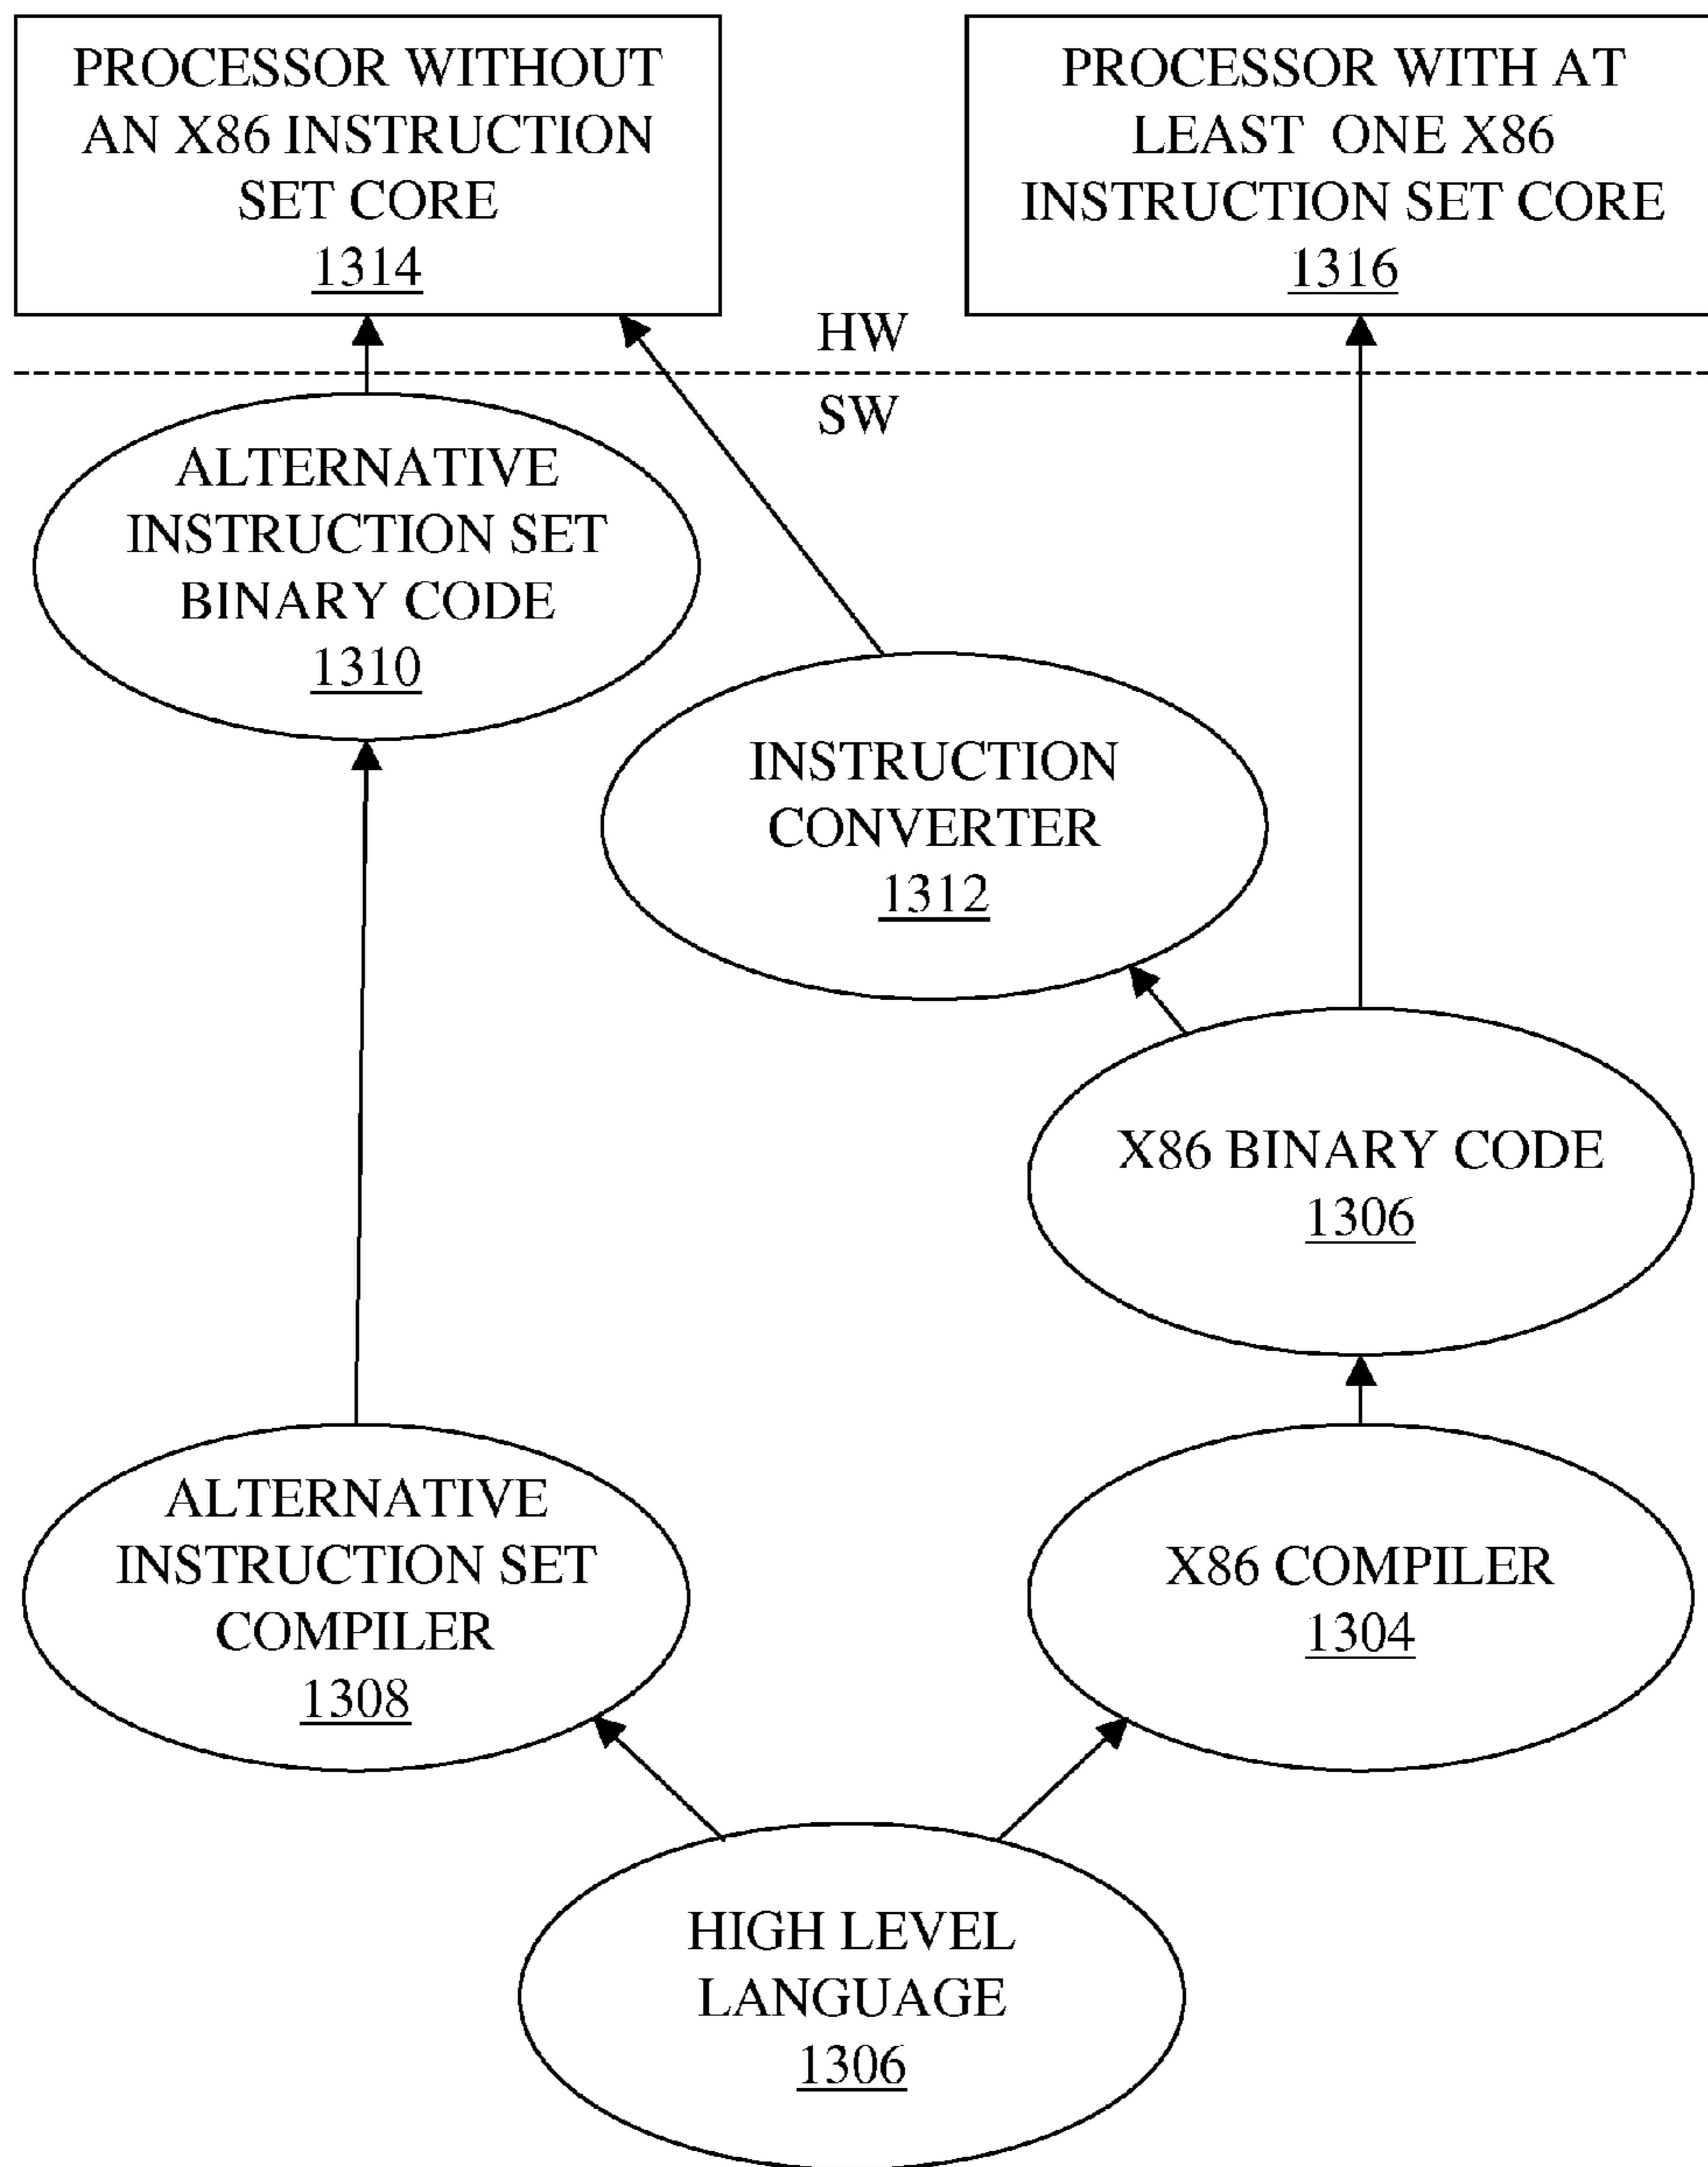 PROCESSOR WITHOUT
AN X86 INSTRUCTION
SET CORE
1314
PROCESSOR WITH AT
LEAST ONE X86
INSTRUCTION SET CORE
1316
HW
SW
ALTERNATIVE
INSTRUCTION SET
BINARY CODE
1310
INSTRUCTION
CONVERTER
1312
X86 BINARY CODE
1306
ALTERNATIVE
INSTRUCTION SET
COMPILER
1308
X86 COMPILER
1304
HIGH LEVEL
LANGUAGE
1306